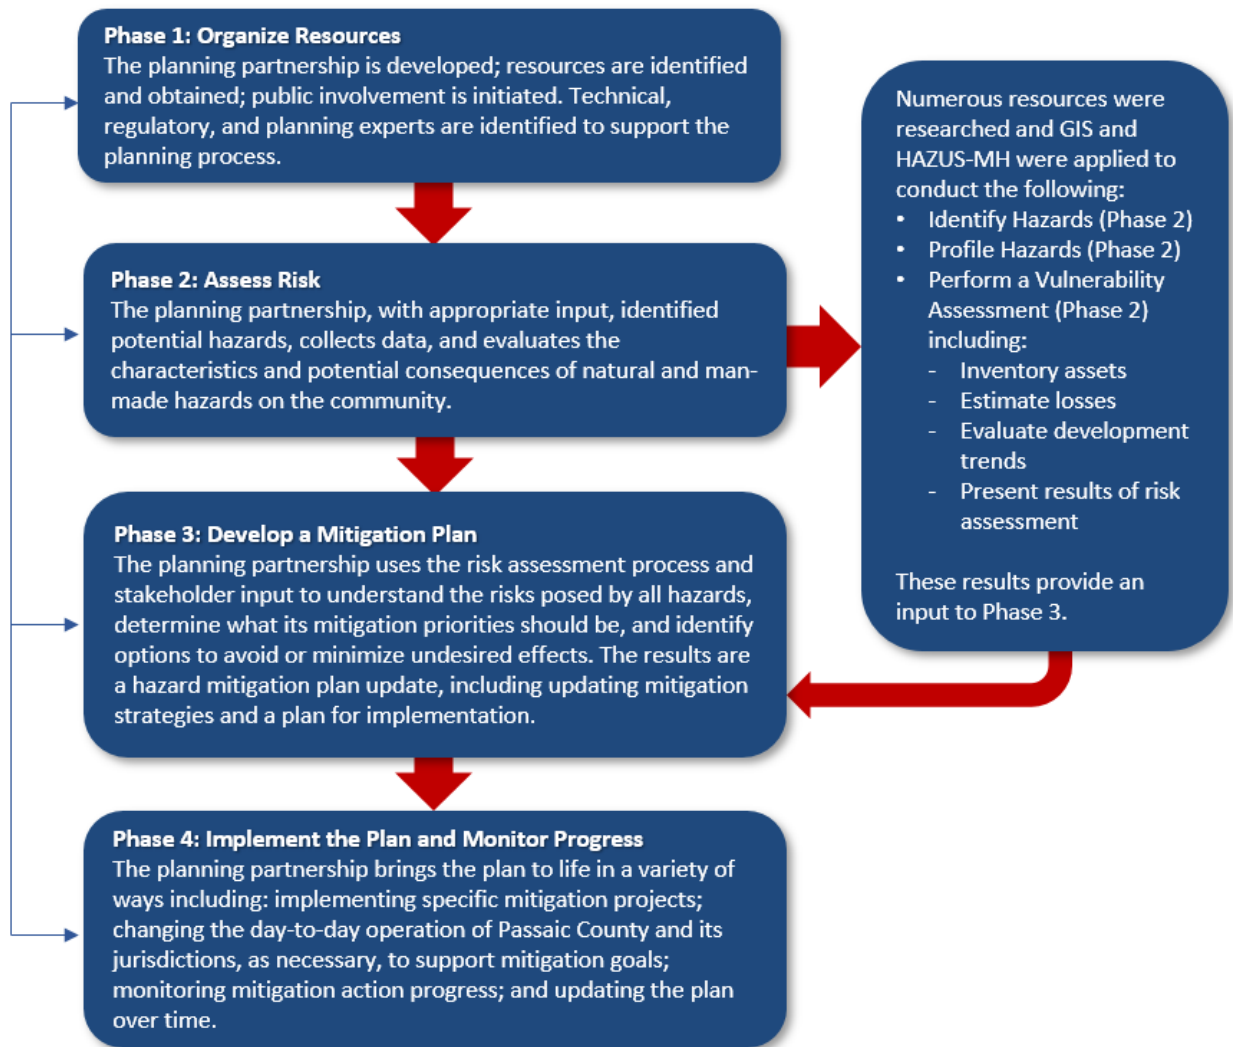 Phase 1: Organize Resources
The planning partnership is developed; resources are identified
and obtained; public involvement is initiated. Technical,
regulatory, and planning experts are identified to support the
planning process.
Phase 2: Assess Risk
The planning partnership, with appropriate input, identified
potential hazards, collects data, and evaluates the
characteristics and potential consequences of natural and man-
made hazards on the community.
Numerous resources were
researched and GIS and
HAZUS-MH were applied to
conduct the following:
• Identify Hazards (Phase 2)
• Profile Hazards (Phase 2)
• Perform a Vulnerability
Assessment (Phase 2)
including:
- Inventory assets
- Estimate losses
- Evaluate development
trends
- Present results of risk
assessment
These results provide an
input to Phase 3.
Phase 3: Develop a Mitigation Plan
The planning partnership uses the risk assessment process and
stakeholder input to understand the risks posed by all hazards,
determine what its mitigation priorities should be, and identify
options to avoid or minimize undesired effects. The results are
a hazard mitigation plan update, including updating mitigation
strategies and a plan for implementation.
Phase 4: Implement the Plan and Monitor Progress
The planning partnership brings the plan to life in a variety of
ways including: implementing specific mitigation projects;
changing the day-to-day operation of Passaic County and its
jurisdictions, as necessary, to support mitigation goals;
monitoring mitigation action progress; and updating the plan
over time.